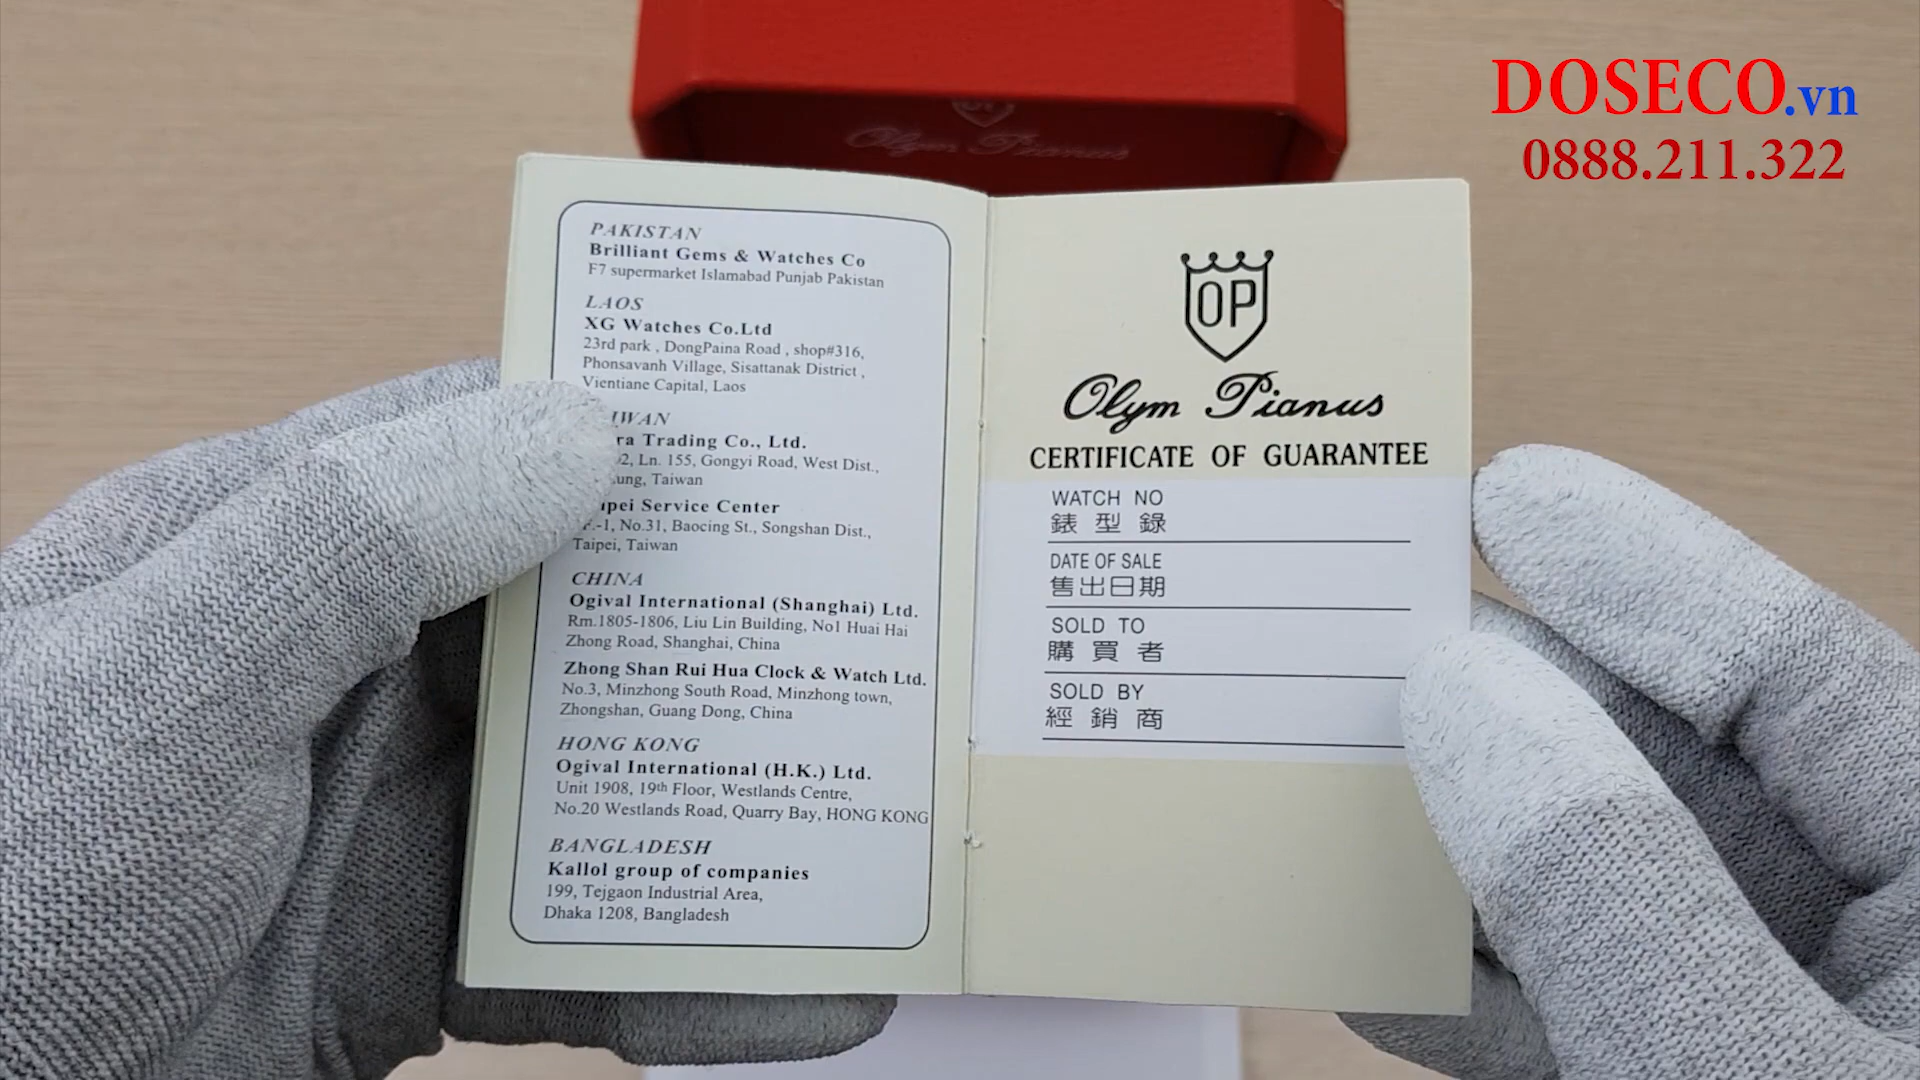 DOSECO.vn
0888.211.322
Olym Pianus
PAKISTAN
Brilliant Gems & Watches Co
F7 supermarket Islamabad Punjab Pakistan
LAOS
XG Watches Co.Ltd
23rd park , DongPaina Road , shop#316,
Phonsavanh Village, Sisattanak District ,
Vientiane Capital, Laos
Trading Co., Ltd.
Ln. 155, Gongyi Road, West Dist.,
Taiwan
Service Center
No.31, Baocing St., Songshan Dist.,
Taipei, Taiwan
CHINA
Ogival International (Shanghai) Ltd.
Rm.1805-1806, Liu Lin Building, No1 Huai Hai
Zhong Road, Shanghai, China
Zhong Shan Rui Hua Clock & Watch Ltd.
No.3, Minzhong South Road, Minzhong town,
Zhongshan, Guang Dong, China
HONG KONG
Ogival International (H.K.) Ltd.
Unit 1908, 19th Floor, Westlands Centre,
No.20 Westlands Road, Quarry Bay, HONG KONG
BANGLADESH
Kallol group of companies
199, Tejgaon Industrial Area,
Dhaka 1208, Bangladesh
OP
Olym Pianus
CERTIFICATE OF GUARANTEE
WATCH NO
錶型錄
DATE OF SALE
售出日期
SOLD TO
購買者
SOLD BY
經銷商